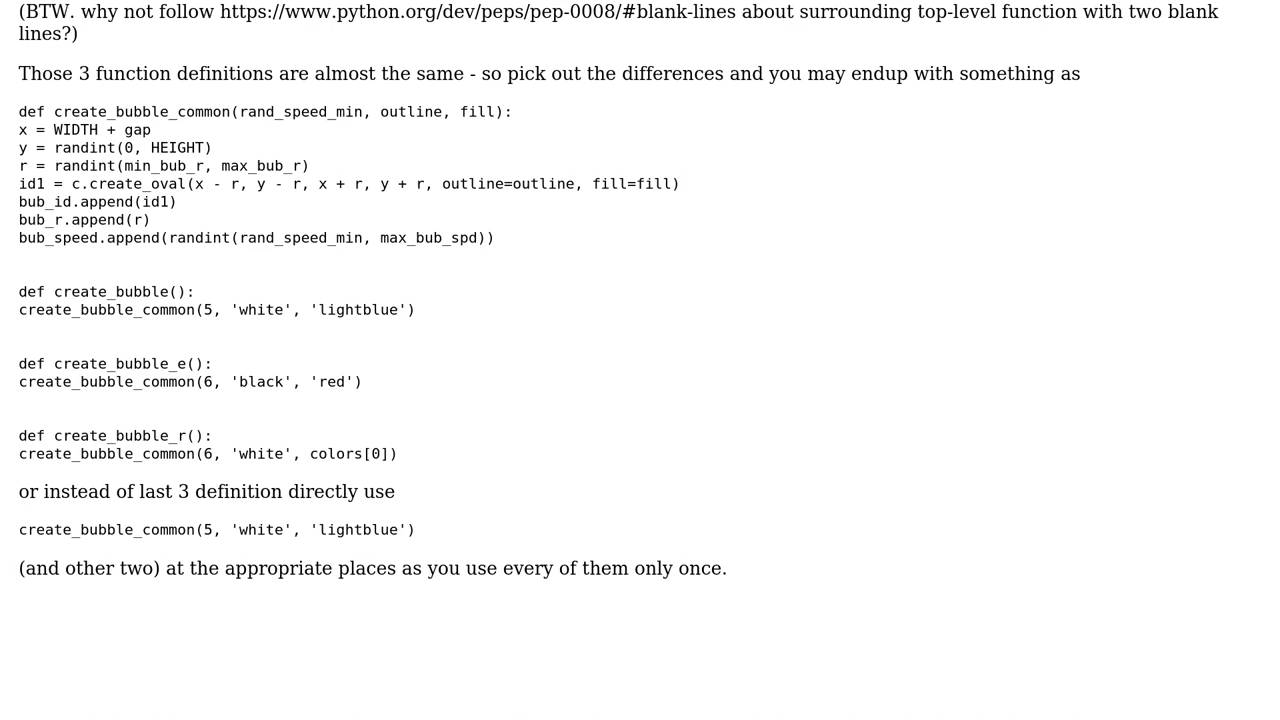 (BTW. why not follow https://www.python.org/dev/peps/pep-0008/#blank-lines about surrounding top-level function with two blank
lines?)
Those 3 function definitions are almost the same - so pick out the differences and you may endup with something as
def create_bubble_common(rand_speed_min, outline, fill):
x = WIDTH + gap
y = randint(0, HEIGHT)
r = randint(min_bub_r, max_bub_r)
id1 = c.create_oval(x - r, y - r, x + r, y + r, outline=outline, fill=fill)
bub_id.append(id1)
bub_r.append(r)
bub_speed.append(randint(rand_speed_min, max_bub_spd))
def create_bubble():
create_bubble_common(5, 'white', 'lightblue')
def create_bubble_e():
create_bubble_common(6, 'black', 'red')
def create_bubble_r():
create_bubble_common(6, 'white', colors[0])
or instead of last 3 definition directly use
create_bubble_common(5, 'white', 'lightblue')
(and other two) at the appropriate places as you use every of them only once.